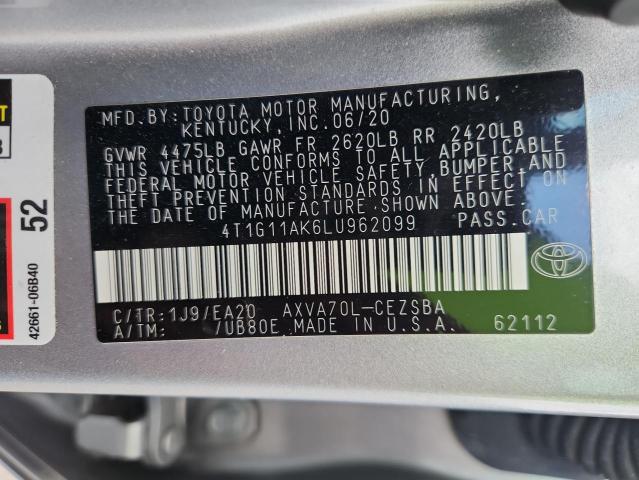 MFD.BY:TOYOTA MOTOR MANUFACTURING,
KENTUCKY,INC.06/20
GVWR 4475LB GAWR FR 2620LB RR 2420LB
THIS VEHICLE CONFORMS TO ALL APPLICABLE
FEDERAL MOTOR VEHICLE SAFETY,BUMPER,AND
THEFT PREVENTION STANDARDS IN EFFECT ON
THE DATE OF MANUFACTURE SHOWN ABOVE.
4T1G11AK6LU962099 PASS.CAR
C/TR:1J9/EA20 AXVA70L-CEZSBA
A/TM: /UB80E MADE IN U.S.A. 62112
52
42661-06B40